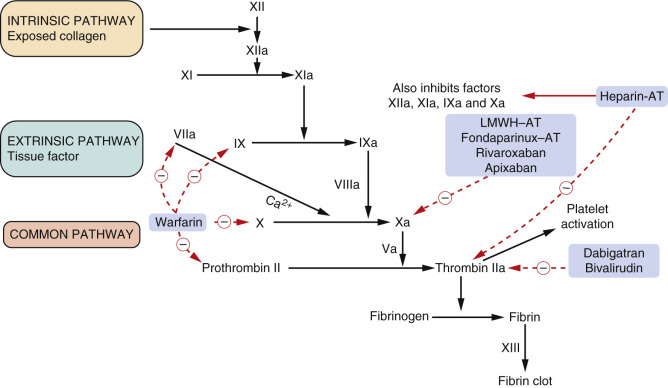 XII
INTRINSIC PATHWAY
Exposed collagen
XIIa
XI
XIa
Also inhibits factors
XIIa, XIa, IXa and Xa
Heparin-AT
LMWH–AT
Fondaparinux–AT
Rivaroxaban
Apixaban
EXTRINSIC PATHWAY
Tissue factor
VIIa
IX
IXa
VIIIa
Ca2+
COMMON PATHWAY
Warfarin
X
Xa
Platelet
activation
Va
Prothrombin II
Thrombin IIa
Dabigatran
Bivalirudin
Fibrinogen
Fibrin
XIII
Fibrin clot